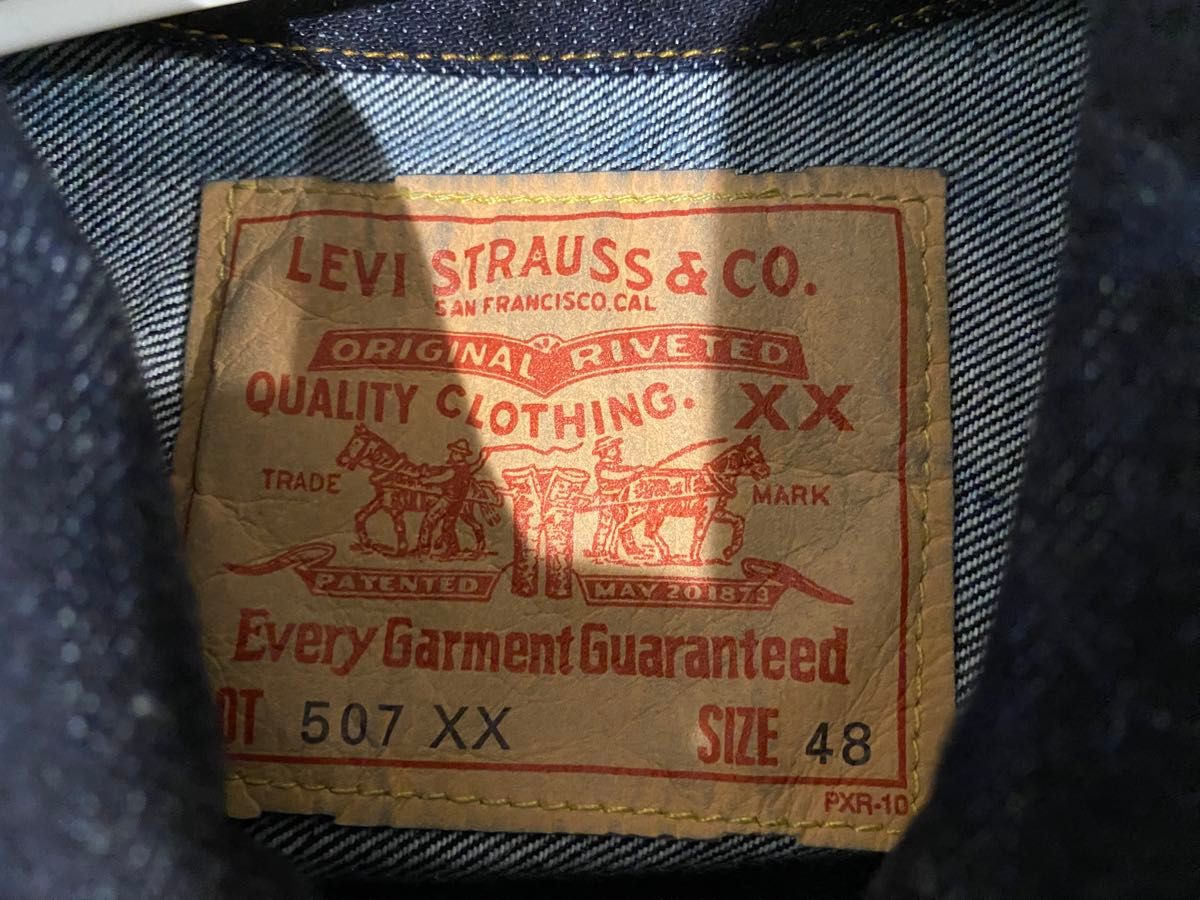 LEVI STRAUSS & CO.
SAN FRANCISCO, CAL
ORIGINAL RIVETED
QUALITY CLOTHING. XX
TRADE MARK
PATENTED MAY 20 1873
Every Garment Guaranteed
OT 507 XX SIZE 48
PXR-10